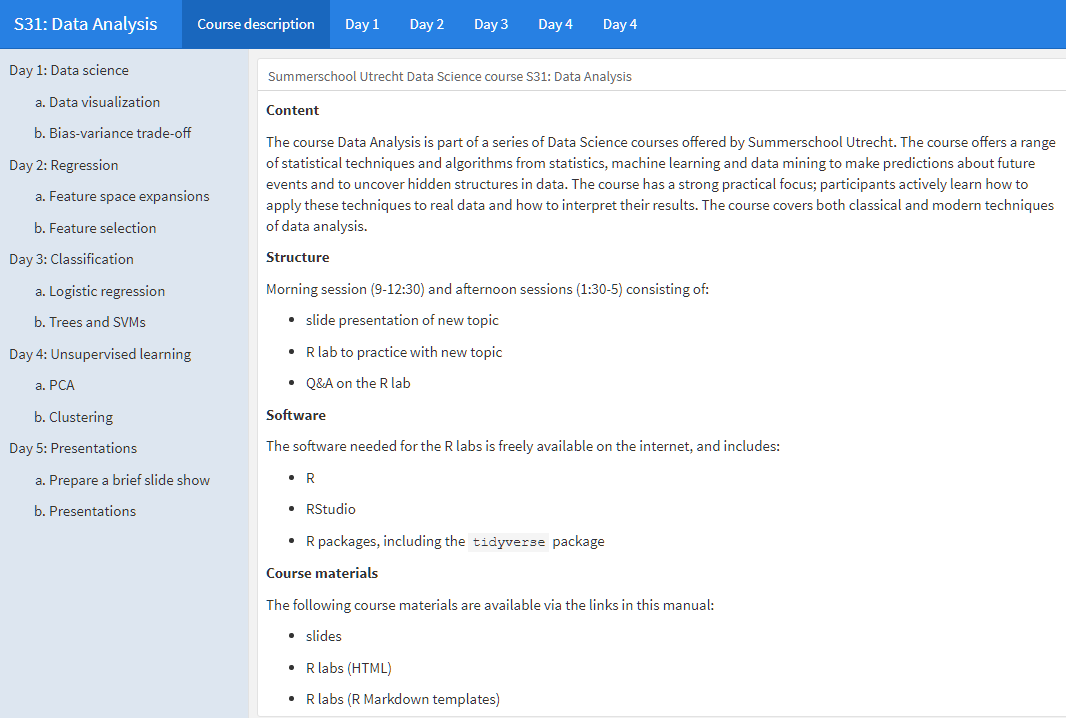 S31: Data Analysis Course description Day 1 Day 2 Day 3 Day 4 Day 4
Day 1: Data science
a. Data visualization
b. Bias-variance trade-off
Day 2: Regression
a. Feature space expansions
b. Feature selection
Day 3: Classification
a. Logistic regression
b. Trees and SVMs
Day 4: Unsupervised learning
a. PCA
b. Clustering
Day 5: Presentations
a. Prepare a brief slide show
b. Presentations
Summerschool Utrecht Data Science course S31: Data Analysis
Content
The course Data Analysis is part of a series of Data Science courses offered by Summerschool Utrecht. The course offers a range
of statistical techniques and algorithms from statistics, machine learning and data mining to make predictions about future
events and to uncover hidden structures in data. The course has a strong practical focus; participants actively learn how to
apply these techniques to real data and how to interpret their results. The course covers both classical and modern techniques
of data analysis.
Structure
Morning session (9-12:30) and afternoon sessions (1:30-5) consisting of:
• slide presentation of new topic
• R lab to practice with new topic
• Q&A on the R lab
Software
The software needed for the R labs is freely available on the internet, and includes:
• R
• RStudio
• R packages, including the tidyverse package
Course materials
The following course materials are available via the links in this manual:
• slides
• R labs (HTML)
• R labs (R Markdown templates)